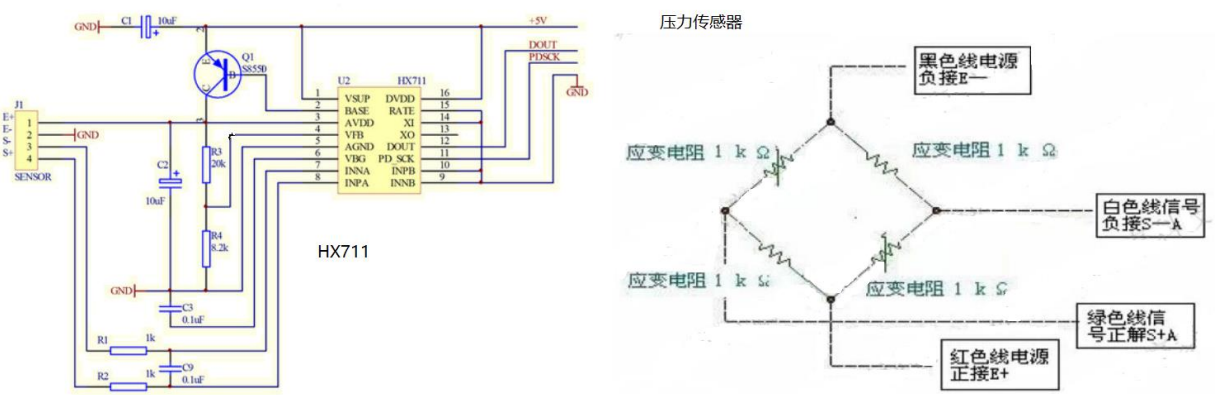 压力传感器
C1
10uF
GND
+5V
DOUT
PDSCK
GND
Q1
S8550
E
B
C
2
3
U2
HX711
1
VSUP
DVDD
16
2
BASE
RATE
15
3
AVDD
XI
14
4
VFB
XO
13
5
AGND
DOUT
12
6
VBG
PD_SCK
11
7
INNA
INPB
10
8
INPA
INNB
9
J1
E+
1
E-
2
GND
S-
3
S+
4
SENSOR
C2
10uF
R3
20k
R4
8.2k
HX711
GND
C3
0.1uF
R1
1k
C9
0.1uF
R2
1k
黑色线电源
负接E—
应变电阻 1 k Ω
应变电阻 1 k Ω
白色线信号
负接S—A
应变电阻 1 k Ω
应变电阻 1 k Ω
绿色线信
号正解S+A
红色线电源
正接E+